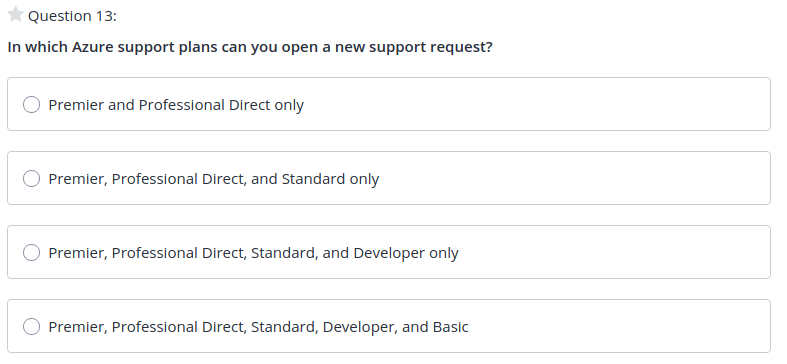 Question 13:
In which Azure support plans can you open a new support request?
Premier and Professional Direct only
Premier, Professional Direct, and Standard only
Premier, Professional Direct, Standard, and Developer only
Premier, Professional Direct, Standard, Developer, and Basic